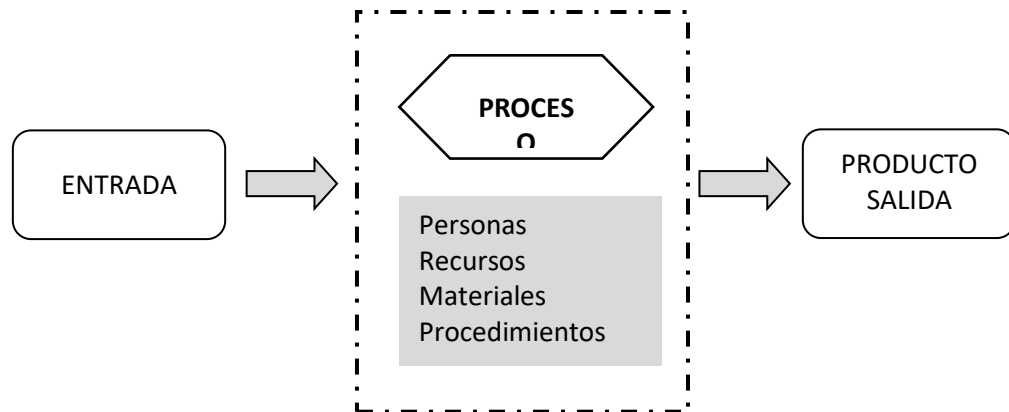 ENTRADA
PROCES
O
Personas
Recursos
Materiales
Procedimientos
PRODUCTO
SALIDA